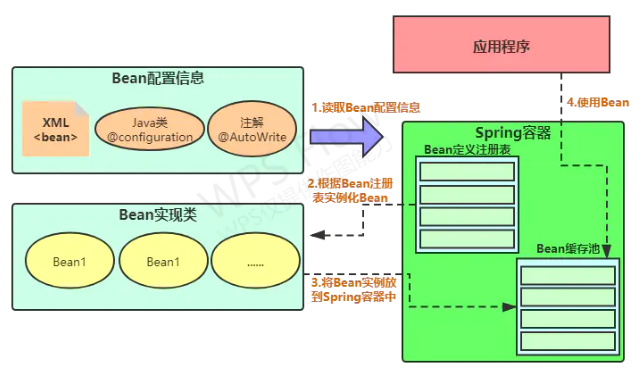 应用程序
Bean配置信息
XML
<bean>
Java类
@configuration
注解
@AutoWrite
1.读取Bean配置信息
4.使用Bean
Spring容器
Bean定义注册表
2.根据Bean注册
表实例化Bean
Bean实现类
Bean1
Bean1
......
Bean缓存池
3.将Bean实例放
到Spring容器中